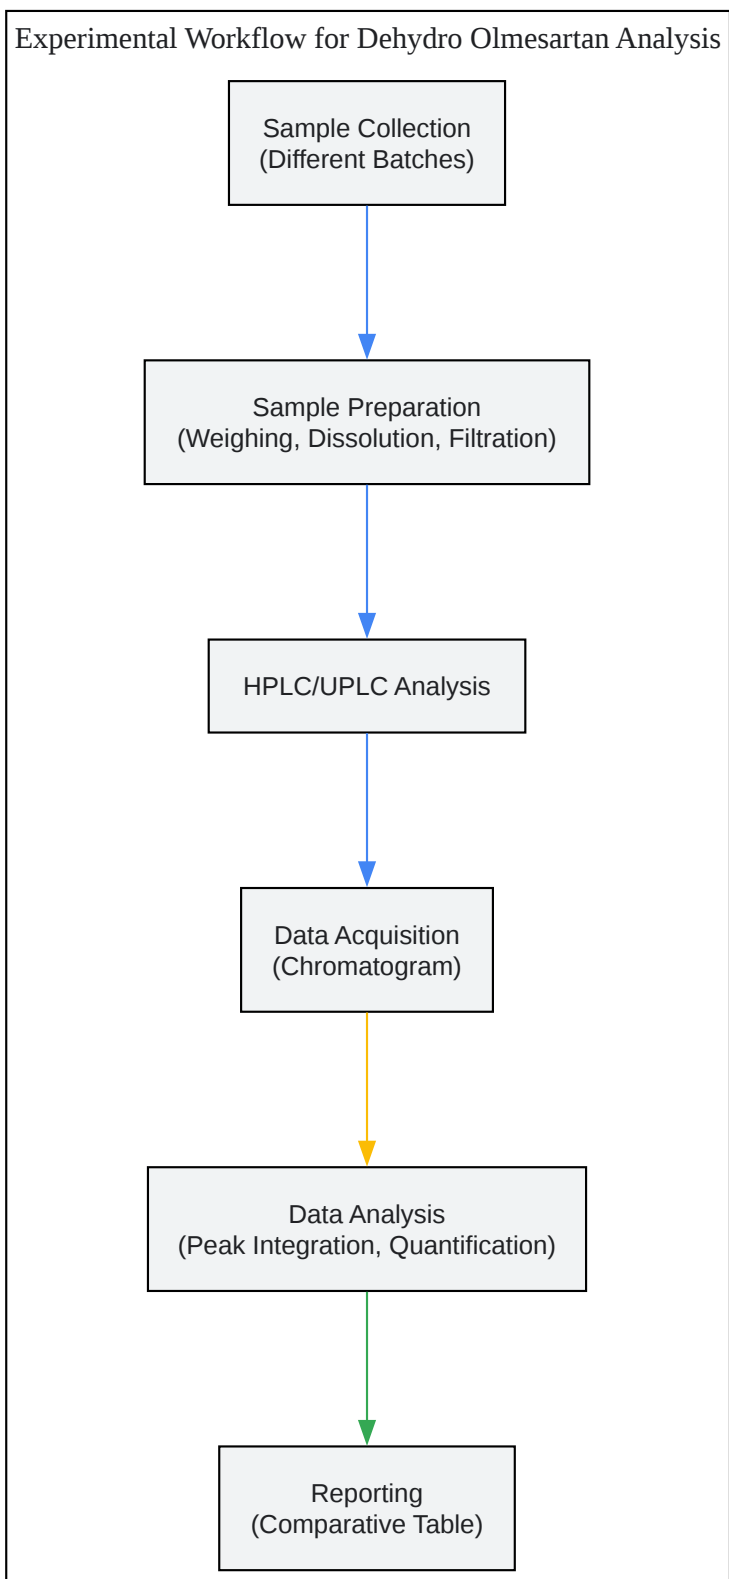 Experimental Workflow for Dehydro Olmesartan Analysis
Sample Collection
(Different Batches)
Sample Preparation
(Weighing, Dissolution, Filtration)
HPLC/UPLC Analysis
Data Acquisition
(Chromatogram)
Data Analysis
(Peak Integration, Quantification)
Reporting
(Comparative Table)